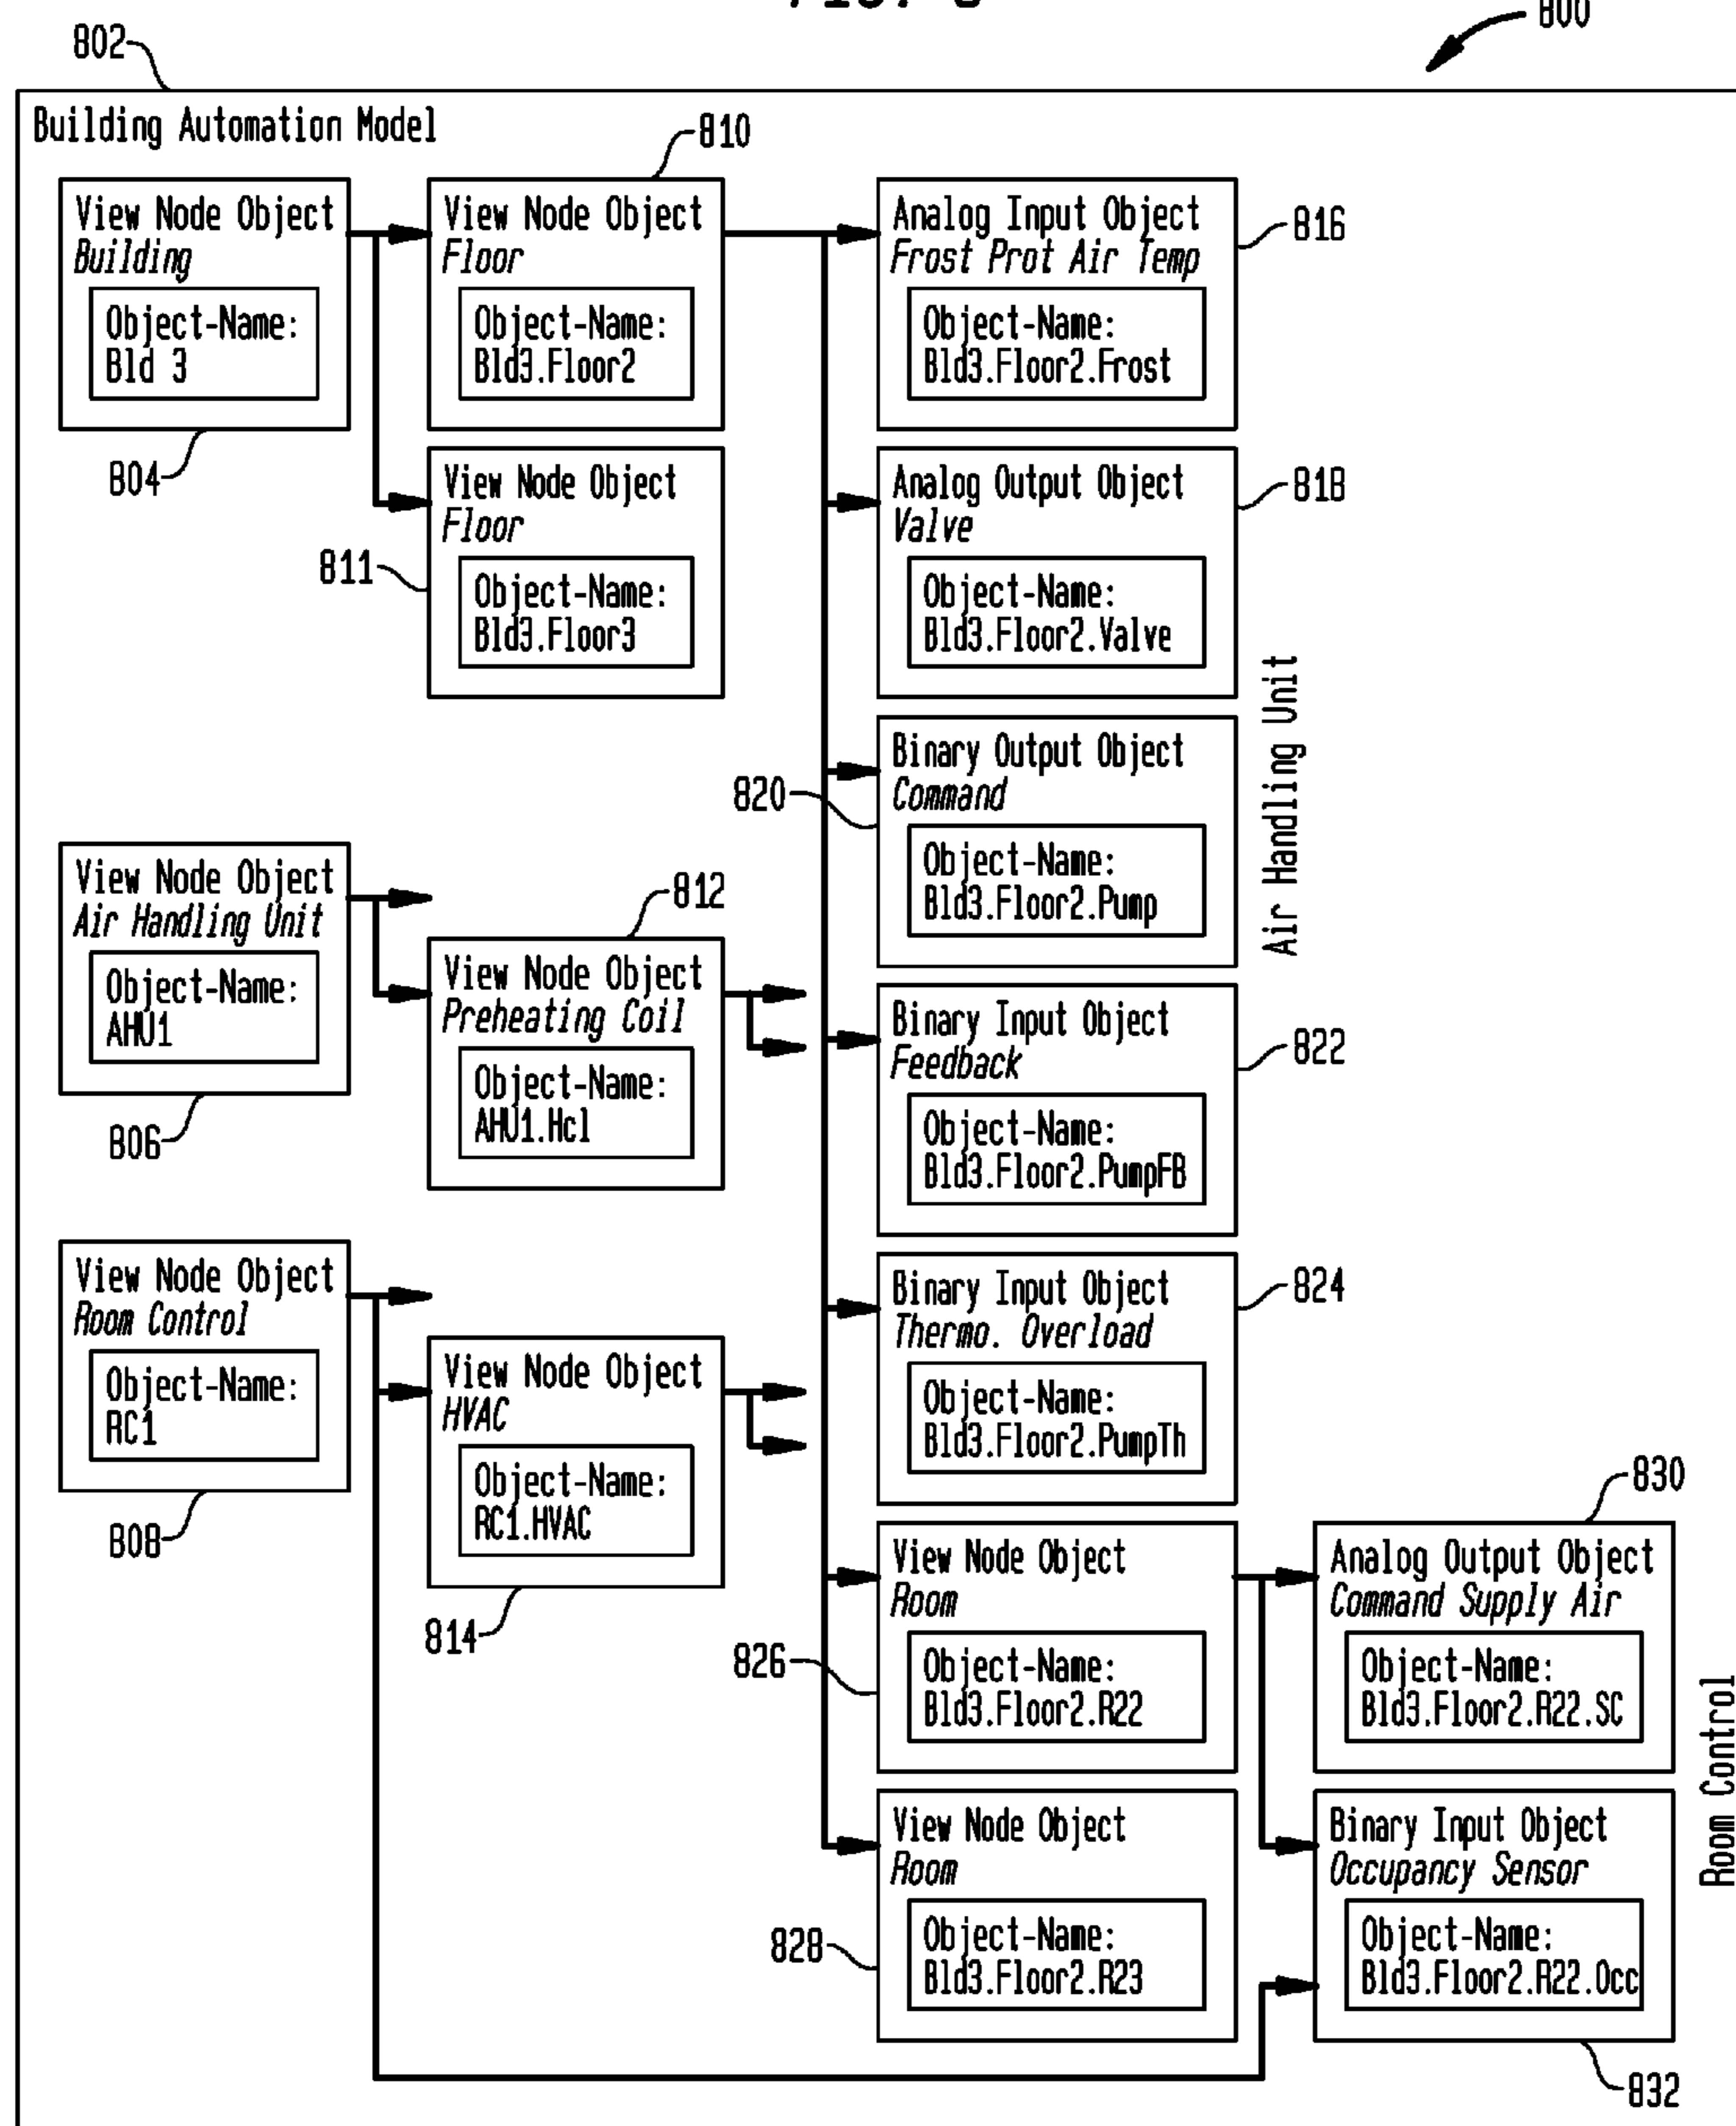 800
802
Building Automation Model
View Node Object
Building
Object-Name:
Bld 3
804
810
View Node Object
Floor
Object-Name:
Bld3.Floor2
View Node Object
Floor
811
Object-Name:
Bld3.Floor3
Analog Input Object
Frost Prot Air Temp
816
Object-Name:
Bld3.Floor2.Frost
Analog Output Object
Valve
818
Object-Name:
Bld3.Floor2.Valve
Binary Output Object
Command
820
Object-Name:
Bld3.Floor2.Pump
Air Handling Unit
View Node Object
Air Handling Unit
Object-Name:
AHU1
806
812
View Node Object
Preheating Coil
Object-Name:
AHU1.Hcl
Binary Input Object
Feedback
822
Object-Name:
Bld3.Floor2.PumpFB
View Node Object
Room Control
Object-Name:
RC1
808
View Node Object
HVAC
Object-Name:
RC1.HVAC
814
Binary Input Object
Thermo. Overload
824
Object-Name:
Bld3.Floor2.PumpTh
View Node Object
Room
826
Object-Name:
Bld3.Floor2.R22
830
Analog Output Object
Command Supply Air
Object-Name:
Bld3.Floor2.R22.SC
View Node Object
Room
828
Object-Name:
Bld3.Floor2.R23
Binary Input Object
Occupancy Sensor
Object-Name:
Bld3.Floor2.R22.Occ
832
Room Control